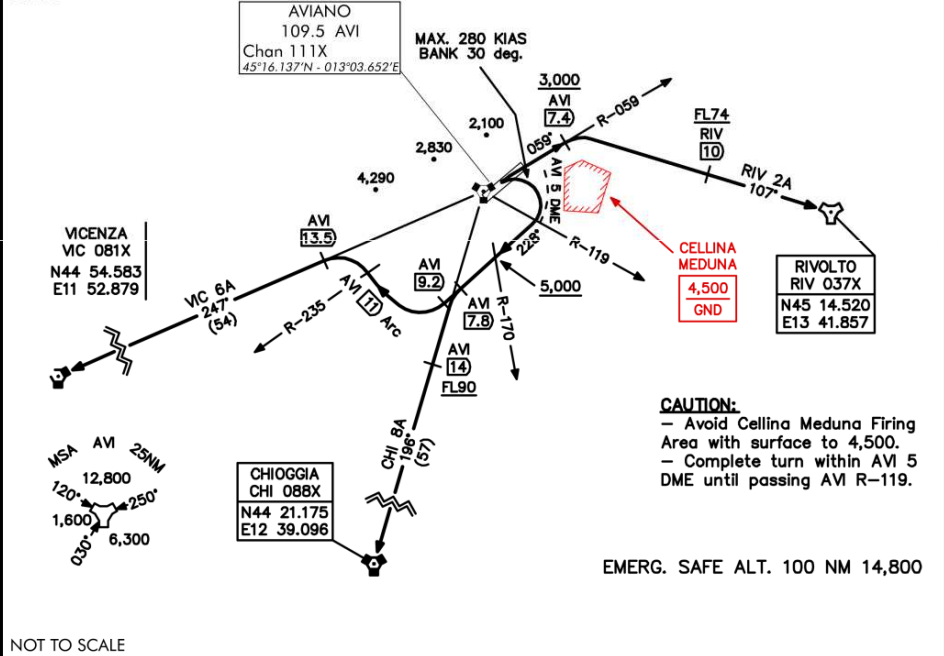 AVIANO
109.5 AVI
Chan 111X
45°16.137'N - 013°03.652'E
MAX. 280 KIAS
BANK 30 deg.
3,000
AVI
7.4
R-059
059°
2,100
2,830
4,290
FL74
RIV
10
RIV 2A
107°
AVI 5 DME
R-119
228°
CELLINA
MEDUNA
4,500
GND
RIVOLTO
RIV 037X
N45 14.520
E13 41.857
VICENZA
VIC 081X
N44 54.583
E11 52.879
AVI
13.5
VIC 6A
247°
(54)
R-235
AVI 11 Arc
AVI
9.2
AVI
7.8
5,000
R-170
AVI
14
FL90
CHI 8A
196°
(57)
CAUTION:
– Avoid Cellina Meduna Firing
Area with surface to 4,500.
– Complete turn within AVI 5
DME until passing AVI R-119.
MSA AVI 25NM
12,800
120°
250°
1,600
6,300
030°
CHIOGGIA
CHI 088X
N44 21.175
E12 39.096
EMERG. SAFE ALT. 100 NM 14,800
NOT TO SCALE